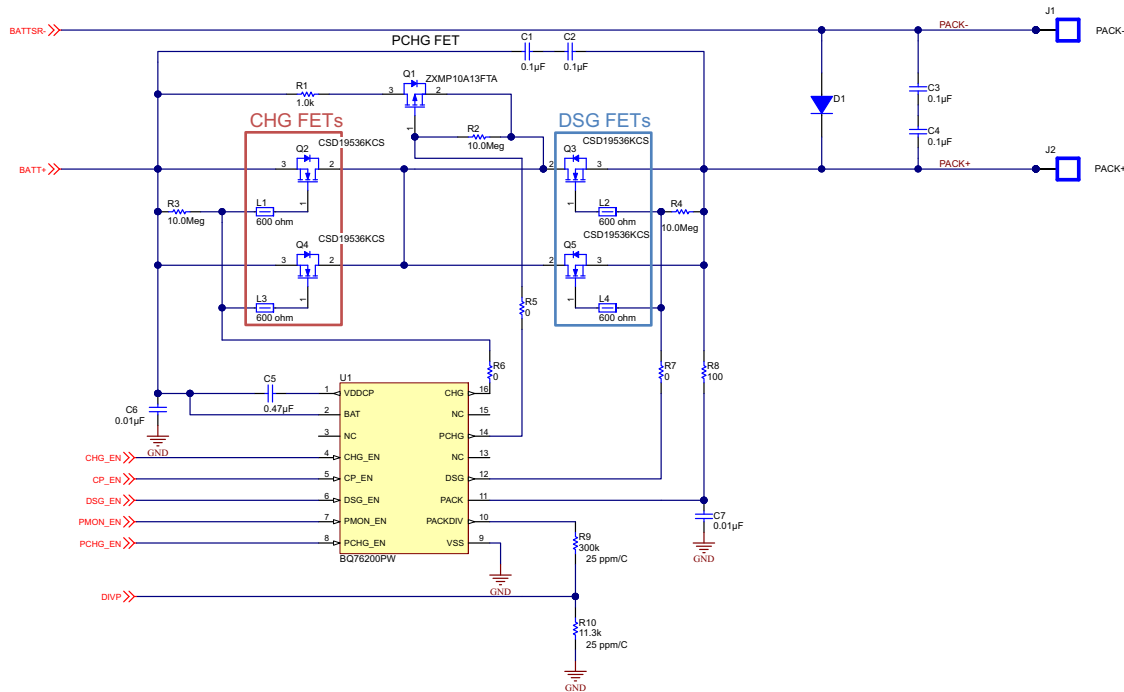 J1
BATTSR-
PACK-
PACK-
PCHG FET
C1
C2
0.1µF
0.1µF
Q1
ZXMP10A13FTA
R1
1.0k
3
2
1
C3
0.1µF
D1
CHG FETs
R2
10.0Meg
DSG FETs
C4
0.1µF
CSD19536KCS
CSD19536KCS
J2
Q2
Q3
BATT+
3
2
2
3
PACK+
PACK+
R3
10.0Meg
L1
600 ohm
1
1
L2
600 ohm
R4
10.0Meg
CSD19536KCS
CSD19536KCS
Q4
Q5
3
2
2
3
L3
600 ohm
1
1
L4
600 ohm
R5
0
R6
0
R7
0
R8
100
U1
C5
0.47µF
1
VDDCP
CHG
16
C6
0.01µF
2
BAT
NC
15
GND
3
NC
PCHG
14
CHG_EN
4
CHG_EN
NC
13
CP_EN
5
CP_EN
DSG
12
DSG_EN
6
DSG_EN
PACK
11
C7
0.01µF
PMON_EN
7
PMON_EN
PACKDIV
10
PCHG_EN
8
PCHG_EN
VSS
9
BQ76200PW
R9
300k
25 ppm/C
GND
GND
DIVP
R10
11.3k
25 ppm/C
GND